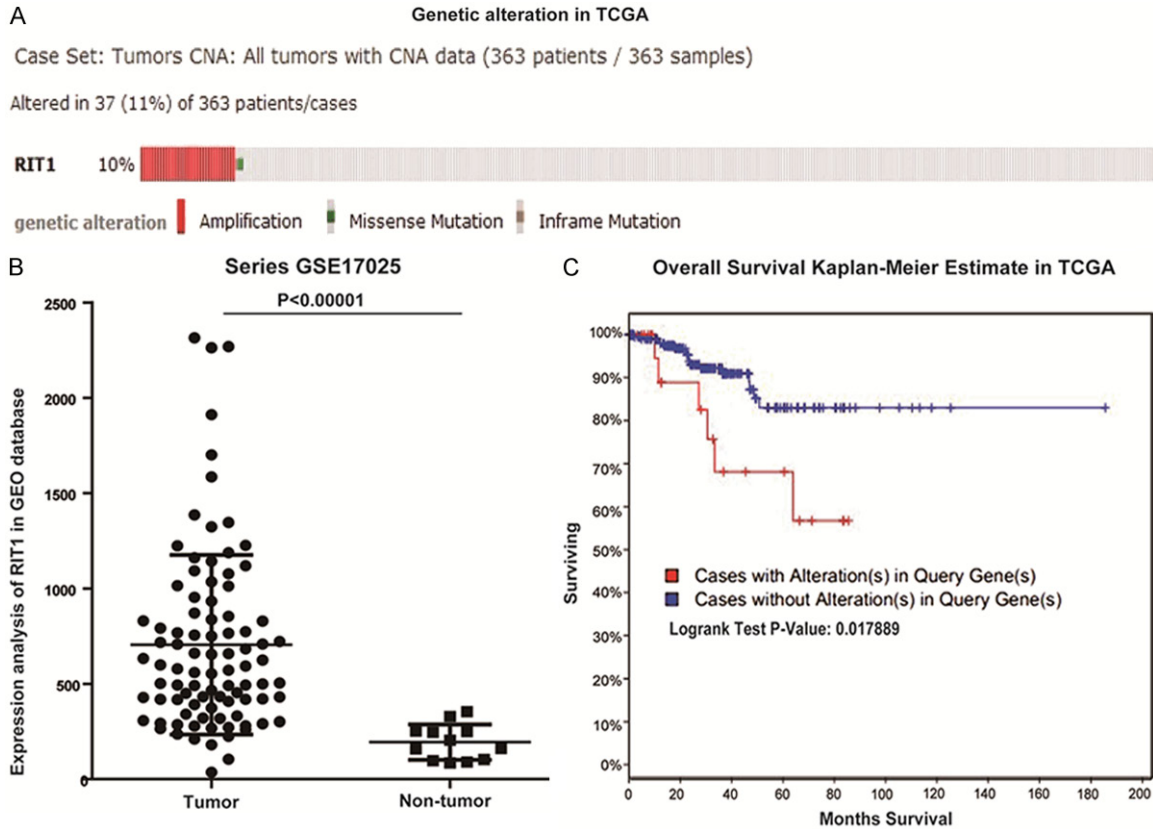 A
Genetic alteration in TCGA
Case Set: Tumors CNA: All tumors with CNA data (363 patients / 363 samples)
Altered in 37 (11%) of 363 patients/cases
RIT1 10%
genetic alteration Amplification Missense Mutation Inframe Mutation
B
Series GSE17025
P<0.00001
Expression analysis of RIT1 in GEO database
2500
2000
1500
1000
500
0
Tumor Non-tumor
C
Overall Survival Kaplan-Meier Estimate in TCGA
Surviving
100%
90%
80%
70%
60%
50%
40%
30%
20%
10%
0%
Cases with Alteration(s) in Query Gene(s)
Cases without Alteration(s) in Query Gene(s)
Logrank Test P-Value: 0.017889
0 20 40 60 80 100 120 140 160 180 200
Months Survival